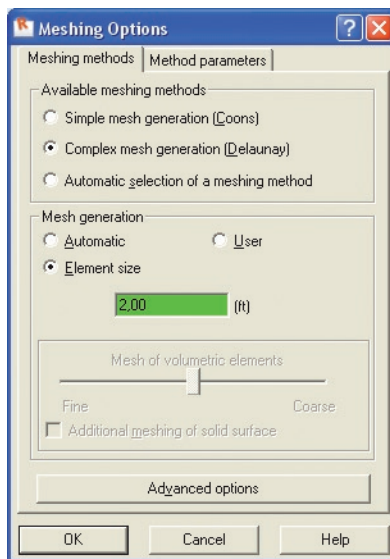 Meshing Options
Meshing methods Method parameters
Available meshing methods
Simple mesh generation (Coons)
Complex mesh generation (Delaunay)
Automatic selection of a meshing method
Mesh generation
Automatic User
Element size
2,00 (ft)
Mesh of volumetric elements
Fine Coarse
Additional meshing of solid surface
Advanced options
OK Cancel Help